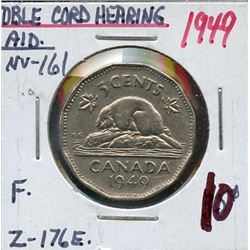 DBLE CORD HEARING
AID.
1949
NV-161
5 CENTS
CANADA
1949
F.
10
Z-176E.